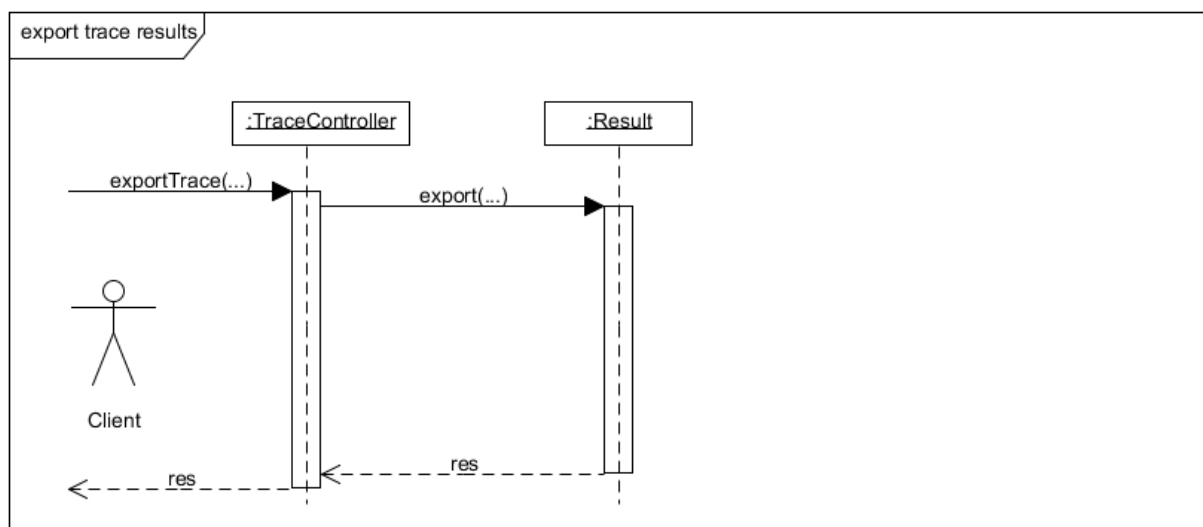 export trace results
:TraceController
:Result
exportTrace(...)
export(...)
Client
res
res